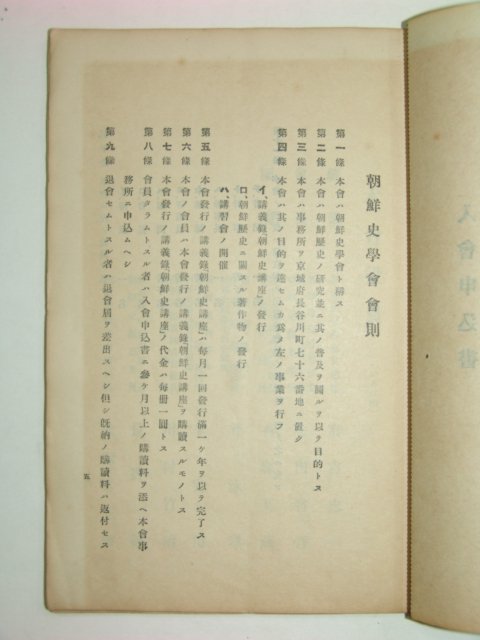 朝鮮史學會會則
第一條 本會ハ朝鮮史學會ト稱ス
第二條 本會ハ朝鮮歷史ノ硏究並ニ其ノ普及ヲ圖ルヲ以テ目的トス
第三條 本會ハ事務所ヲ京城府長谷川町七十六番地ニ置ク
第四條 本會ハ其ノ目的ヲ達セムカ爲メ左ノ事業ヲ行フ
イ、講義錄「朝鮮史講座」ノ發行
ロ、朝鮮歷史ニ關スル著作物ノ發行
ハ、講習會ノ開催
第五條 本會發行ノ講義錄「朝鮮史講座」ハ每月一回發行滿一ケ年ヲ以テ完了ス
第六條 本會ノ會員ハ本會發行ノ講義錄「朝鮮史講座」ヲ購讀スルモノトス
第七條 本會發行ノ講義錄「朝鮮史講座」ノ代金ハ每冊一圓トス
第八條 會員タラムトスル者ハ入會申込書ニ參ケ月以上ノ購讀料ヲ添ヘ本會事
務所ニ申込ムヘシ
第九條 退會セムトスル者ハ退會屆ヲ差出スヘシ但シ旣納ノ購讀料ハ返付セス
五
入會申込書